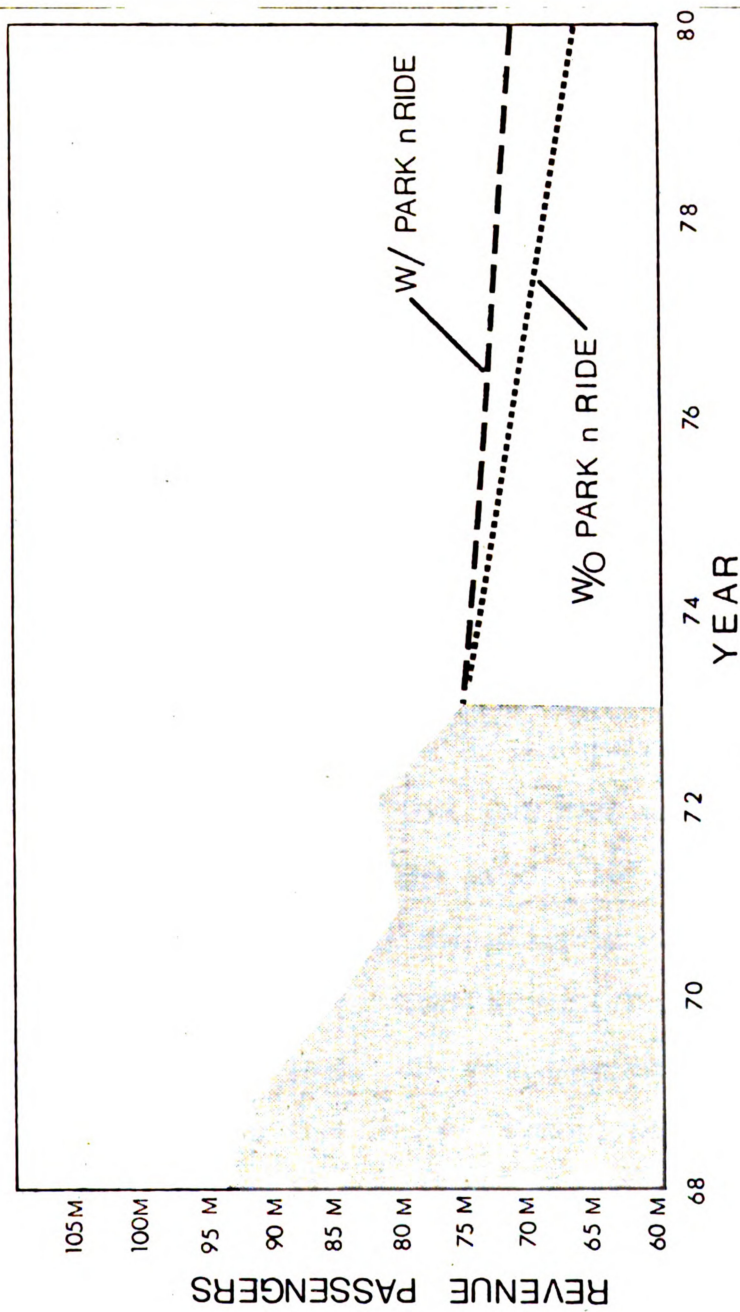 REVENUE PASSENGERS
105M
100M
95 M
90 M
85 M
80 M
75 M
70 M
65 M
60 M
68
70
72
74
76
78
80
YEAR
W/ PARK n RIDE
W/O PARK n RIDE